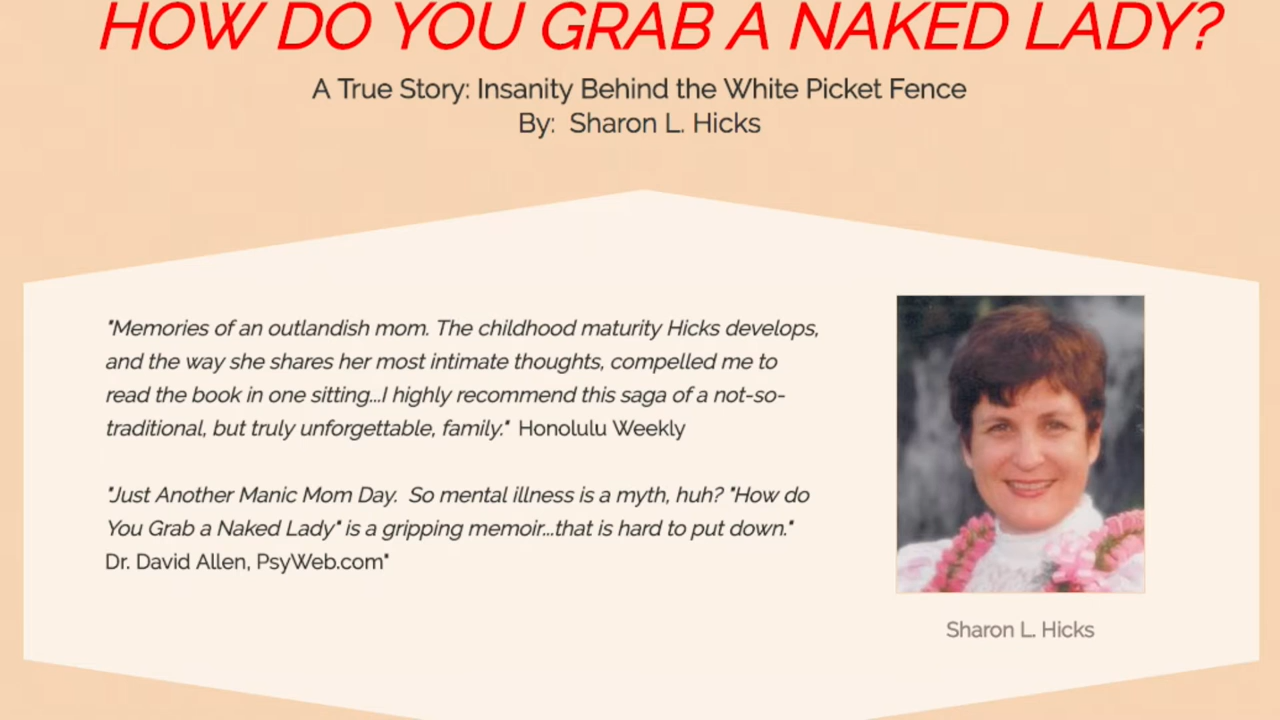 HOW DO YOU GRAB A NAKED LADY?
A True Story: Insanity Behind the White Picket Fence
By:  Sharon L. Hicks
"Memories of an outlandish mom. The childhood maturity Hicks develops,
and the way she shares her most intimate thoughts, compelled me to
read the book in one sitting...I highly recommend this saga of a not-so-
traditional, but truly unforgettable, family."  Honolulu Weekly
"Just Another Manic Mom Day.  So mental illness is a myth, huh? "How do
You Grab a Naked Lady" is a gripping memoir...that is hard to put down."
Dr. David Allen, PsyWeb.com"
Sharon L. Hicks